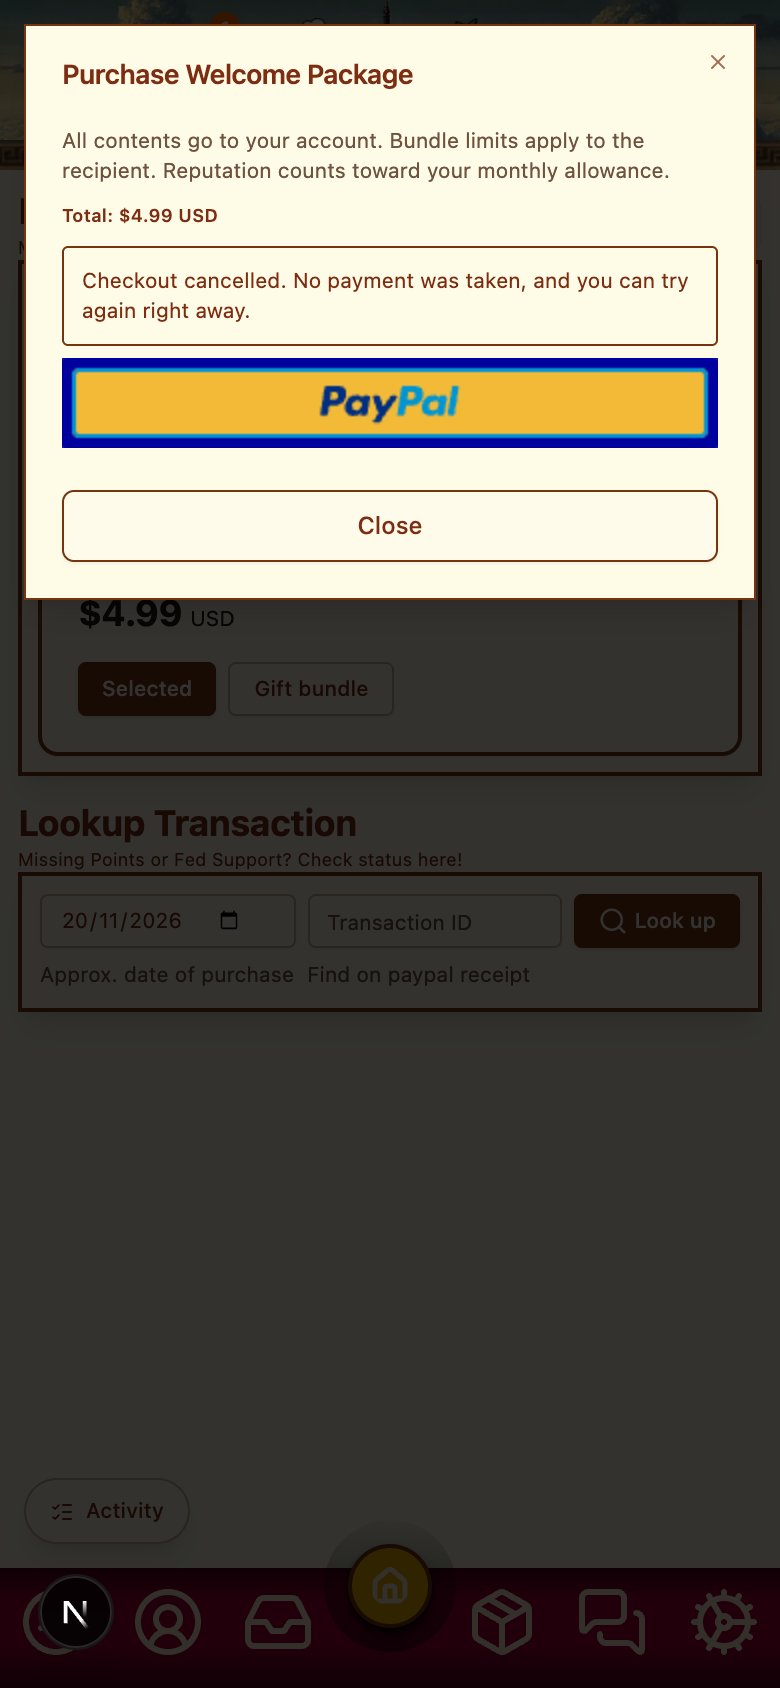 Purchase Welcome Package
All contents go to your account. Bundle limits apply to the
recipient. Reputation counts toward your monthly allowance.
Total: $4.99 USD
Checkout cancelled. No payment was taken, and you can try
again right away.
PayPal
Close
$4.99 USD
Selected
Gift bundle
Lookup Transaction
Missing Points or Fed Support? Check status here!
20/11/2026
Transaction ID
Look up
Approx. date of purchase
Find on paypal receipt
Activity
N